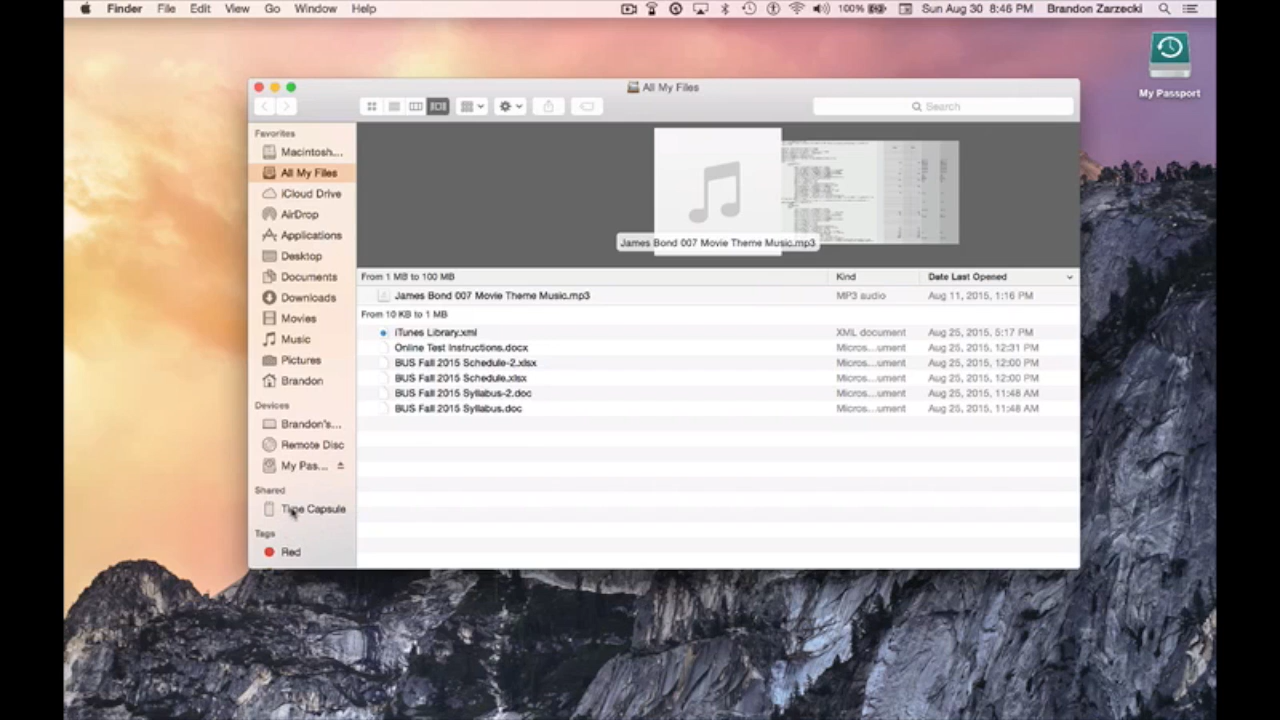 Finder File Edit View Go Window Help 100% Sun Aug 30 8:46 PM Brandon Zarzecki
My Passport
All My Files
Search
Favorites
Macintosh...
All My Files
iCloud Drive
AirDrop
Applications
Desktop
Documents
Downloads
Movies
Music
Pictures
Brandon
Devices
Brandon's...
Remote Disc
My Pas...
Shared
Time Capsule
Tags
Red
James Bond 007 Movie Theme Music.mp3
From 1 MB to 100 MB Kind Date Last Opened
James Bond 007 Movie Theme Music.mp3 MP3 audio Aug 11, 2015, 1:16 PM
From 10 KB to 1 MB
iTunes Library.xml XML document Aug 25, 2015, 5:17 PM
Online Test Instructions.docx Micros...ument Aug 25, 2015, 12:31 PM
BUS Fall 2015 Schedule-2.xlsx Micros...ument Aug 25, 2015, 12:00 PM
BUS Fall 2015 Schedule.xlsx Micros...ument Aug 25, 2015, 12:00 PM
BUS Fall 2015 Syllabus-2.doc Micros...ument Aug 25, 2015, 11:48 AM
BUS Fall 2015 Syllabus.doc Micros...ument Aug 25, 2015, 11:48 AM